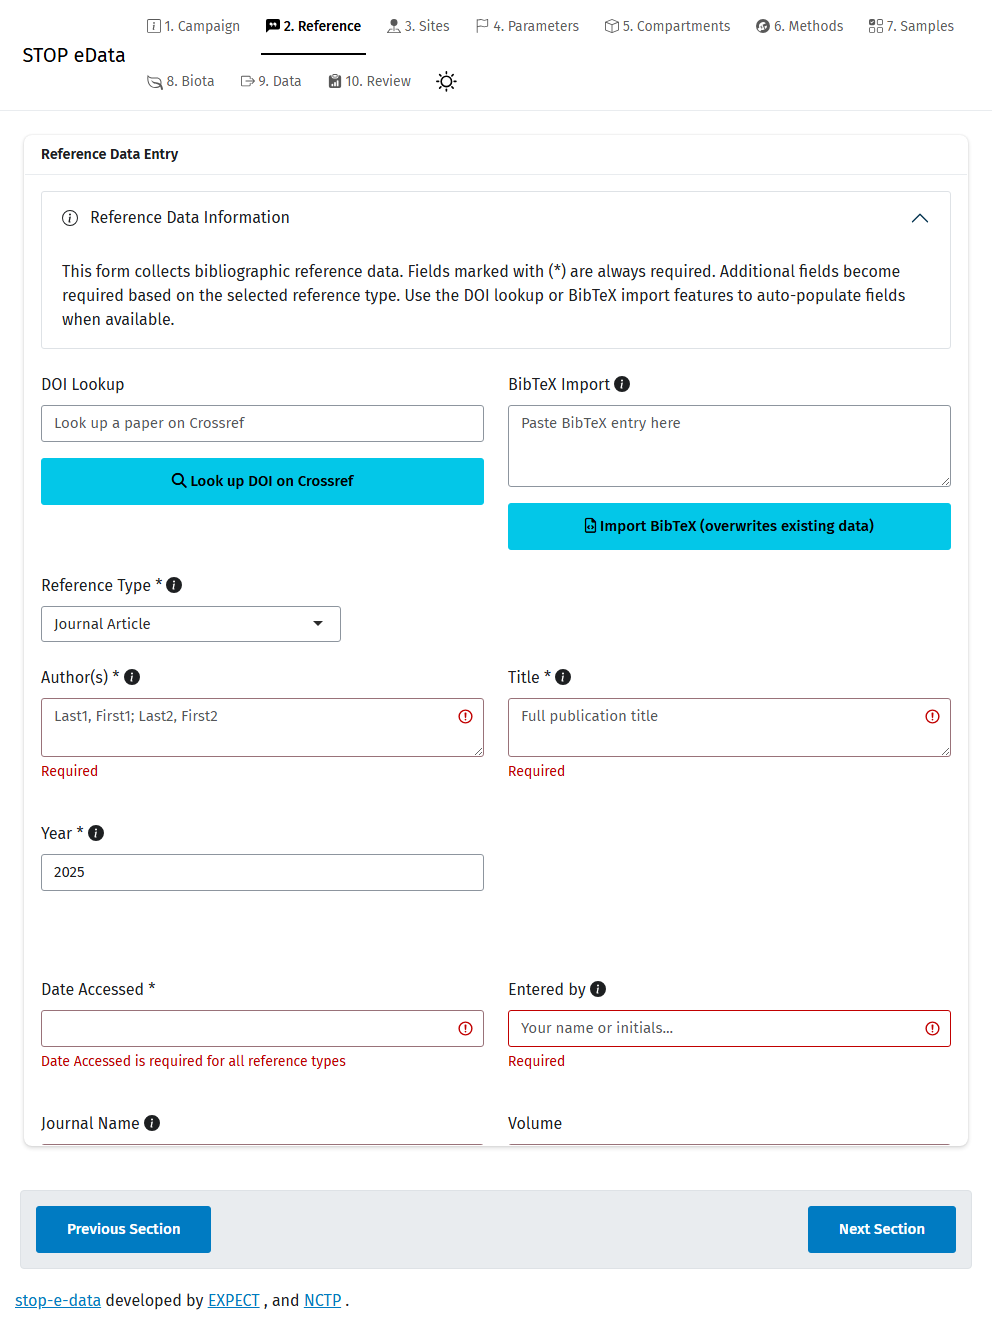 STOP eData
1. Campaign
2. Reference
3. Sites
4. Parameters
5. Compartments
6. Methods
7. Samples
8. Biota
9. Data
10. Review
Reference Data Entry
Reference Data Information
This form collects bibliographic reference data. Fields marked with (*) are always required. Additional fields become
required based on the selected reference type. Use the DOI lookup or BibTeX import features to auto-populate fields
when available.
DOI Lookup
Look up a paper on Crossref
Look up DOI on Crossref
BibTeX Import
Paste BibTeX entry here
Import BibTeX (overwrites existing data)
Reference Type *
Journal Article
Author(s) *
Last1, First1; Last2, First2
Required
Title *
Full publication title
Required
Year *
2025
Date Accessed *
Date Accessed is required for all reference types
Entered by
Your name or initials...
Required
Journal Name
Volume
Previous Section
Next Section
stop-e-data developed by EXPECT , and NCTP .